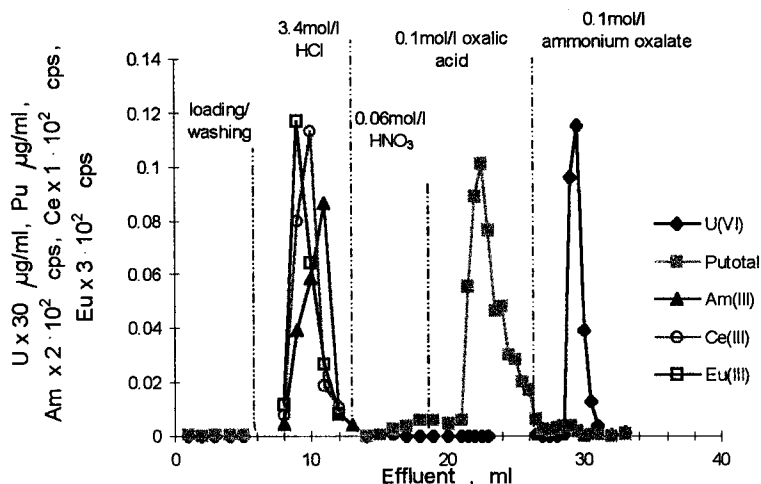 3.4mol/l
HCl
0.1mol/l oxalic
acid
0.1mol/l
ammonium oxalate
loading/
washing
0.06mol/l
HNO₃
U x 30 µg/ml, Pu µg/ml,
Am x 2·10² cps, Ce x 1·10² cps,
Eu x 3·10² cps
0.14
0.12
0.1
0.08
0.06
0.04
0.02
0
0
10
20
30
40
Effluent , ml
U(VI)
Putotal
Am(III)
Ce(III)
Eu(III)